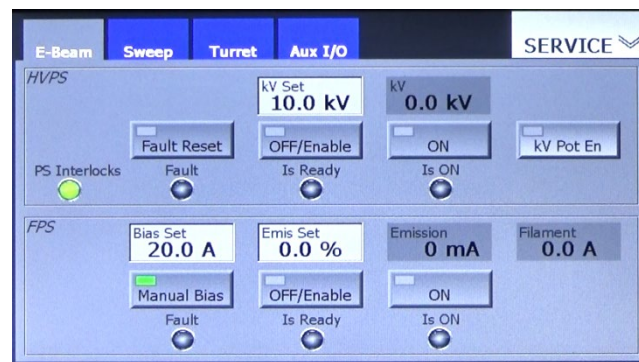 E-Beam Sweep Turret Aux I/O SERVICE
HVPS
kV Set kV
10.0 kV 0.0 kV
Fault Reset OFF/Enable ON kV Pot En
PS Interlocks Fault Is Ready Is ON
FPS
Bias Set Emis Set Emission Filament
20.0 A 0.0 % 0 mA 0.0 A
Manual Bias OFF/Enable ON
Fault Is Ready Is ON